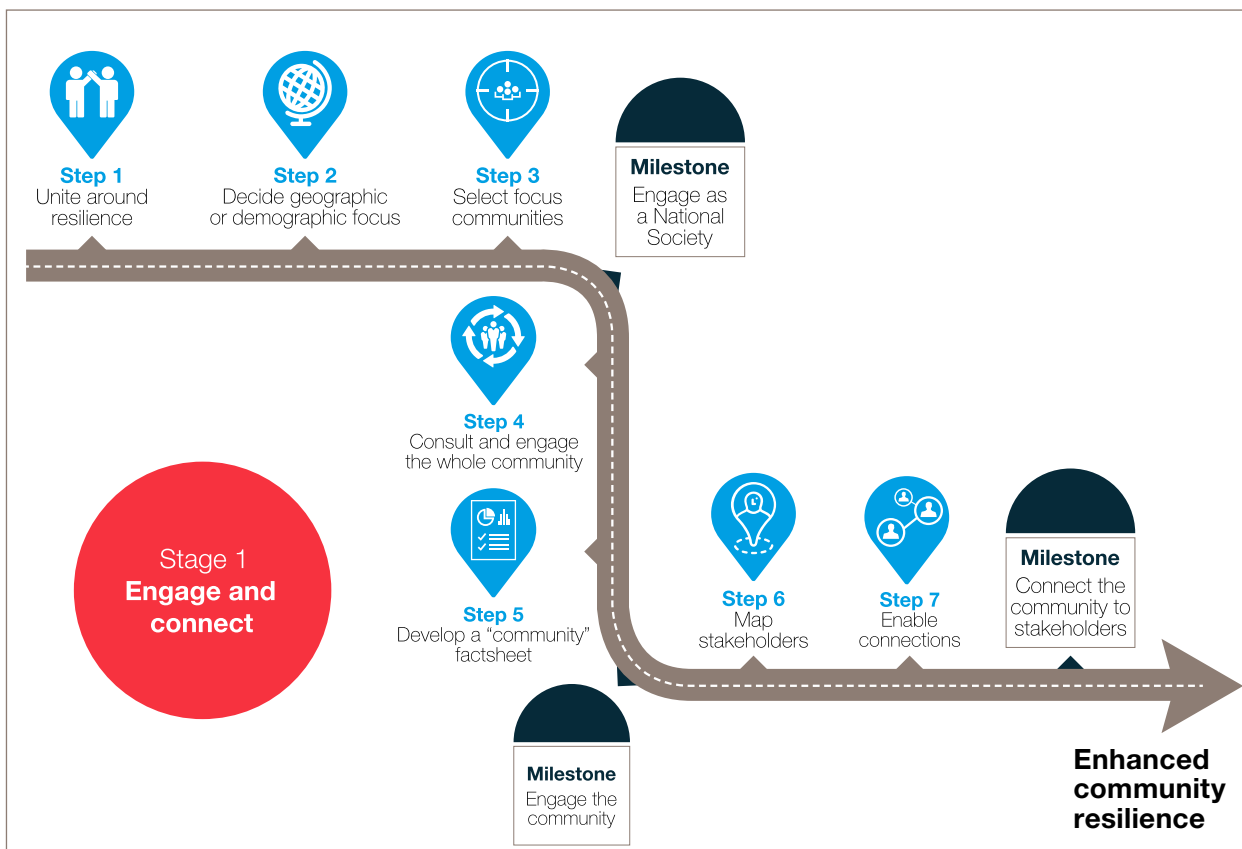 Step 1
Unite around
resilience
Step 2
Decide geographic
or demographic focus
Step 3
Select focus
communities
Milestone
Engage as
a National
Society
Step 4
Consult and engage
the whole community
Stage 1
Engage and
connect
Step 5
Develop a “community”
factsheet
Milestone
Engage the
community
Step 6
Map
stakeholders
Step 7
Enable
connections
Milestone
Connect the
community to
stakeholders
Enhanced
community
resilience